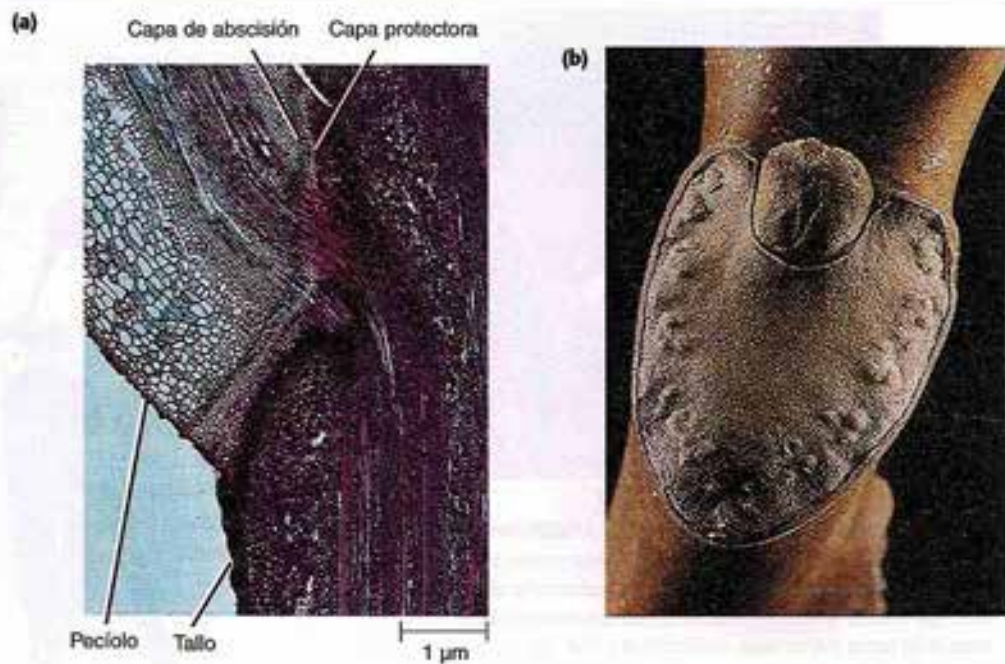 (a)
Capa de abscisión
Capa protectora
(b)
Pecíolo
Tallo
1 μm